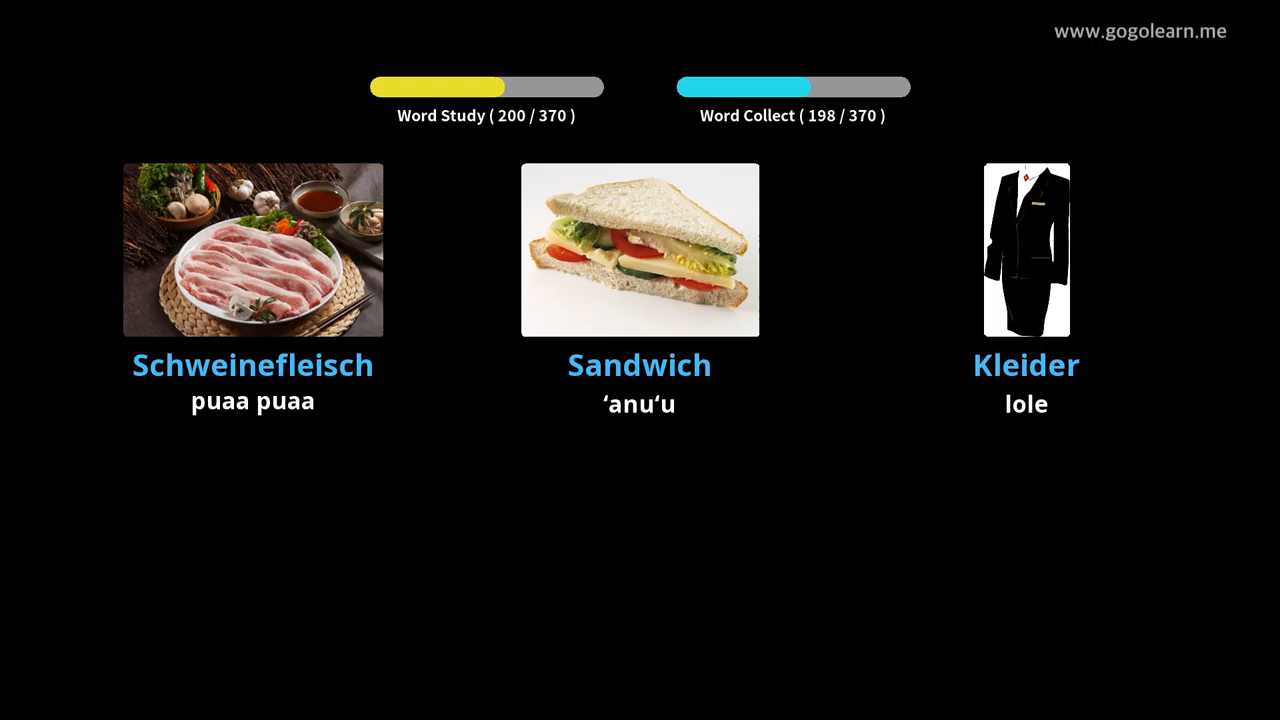 www.gogolearn.me
Word Study ( 200 / 370 )
Word Collect ( 198 / 370 )
Schweinefleisch
puaa puaa
Sandwich
ʻanuʻu
Kleider
lole